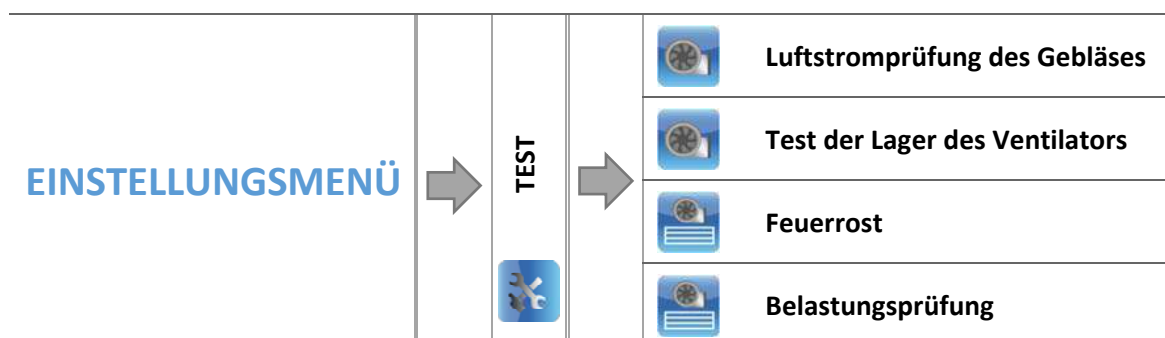 EINSTELLUNGSMENÜ
TEST
Luftstromprüfung des Gebläses
Test der Lager des Ventilators
Feuerrost
Belastungsprüfung